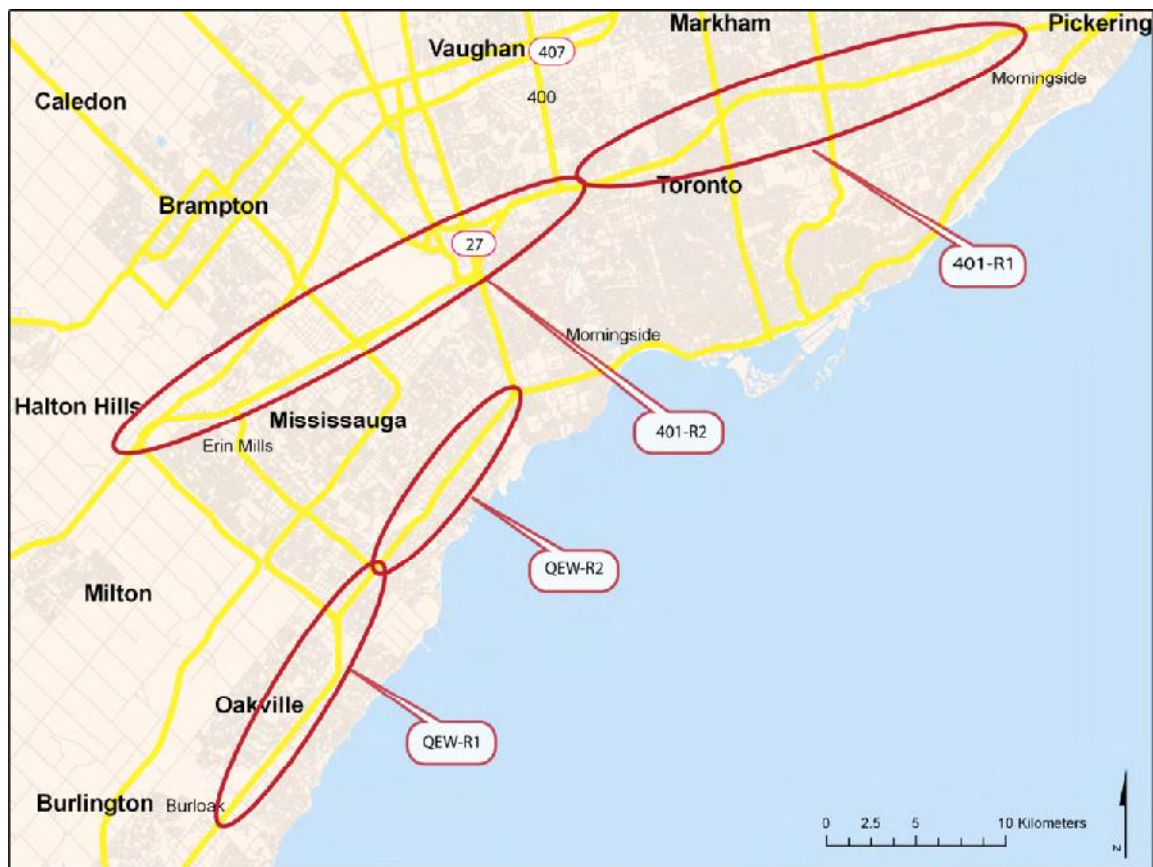 Markham
Pickering
Vaughan
407
Morningside
Caledon
400
Toronto
Brampton
27
401-R1
Morningside
Halton Hills
Mississauga
401-R2
Erin Mills
QEW-R2
Milton
Oakville
QEW-R1
Burlington
Burloak
0 2.5 5 10 Kilometers
N